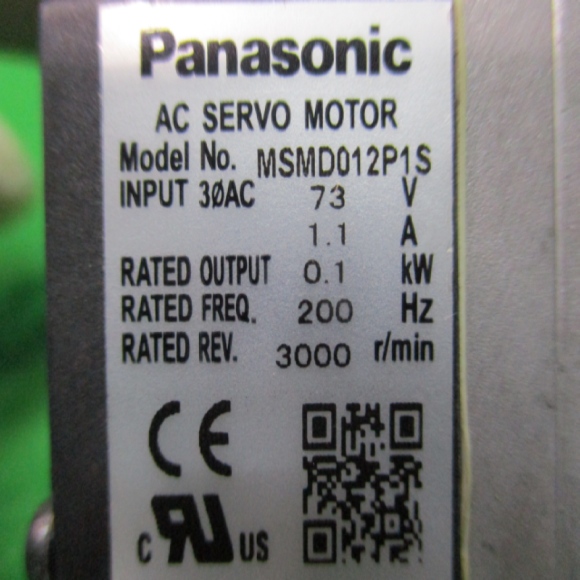 Panasonic
AC SERVO MOTOR
Model No. MSMD012P1S
INPUT 3ØAC 73 V
1.1 A
RATED OUTPUT 0.1 kW
RATED FREQ. 200 Hz
RATED REV. 3000 r/min
CE
c RU US